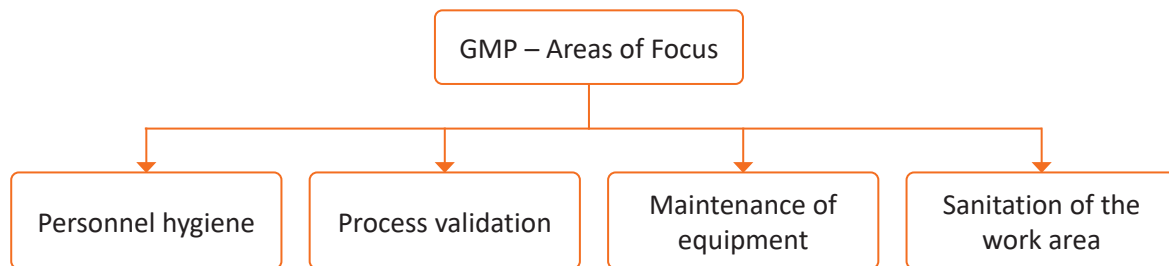 GMP – Areas of Focus
Personnel hygiene
Process validation
Maintenance of
equipment
Sanitation of the
work area